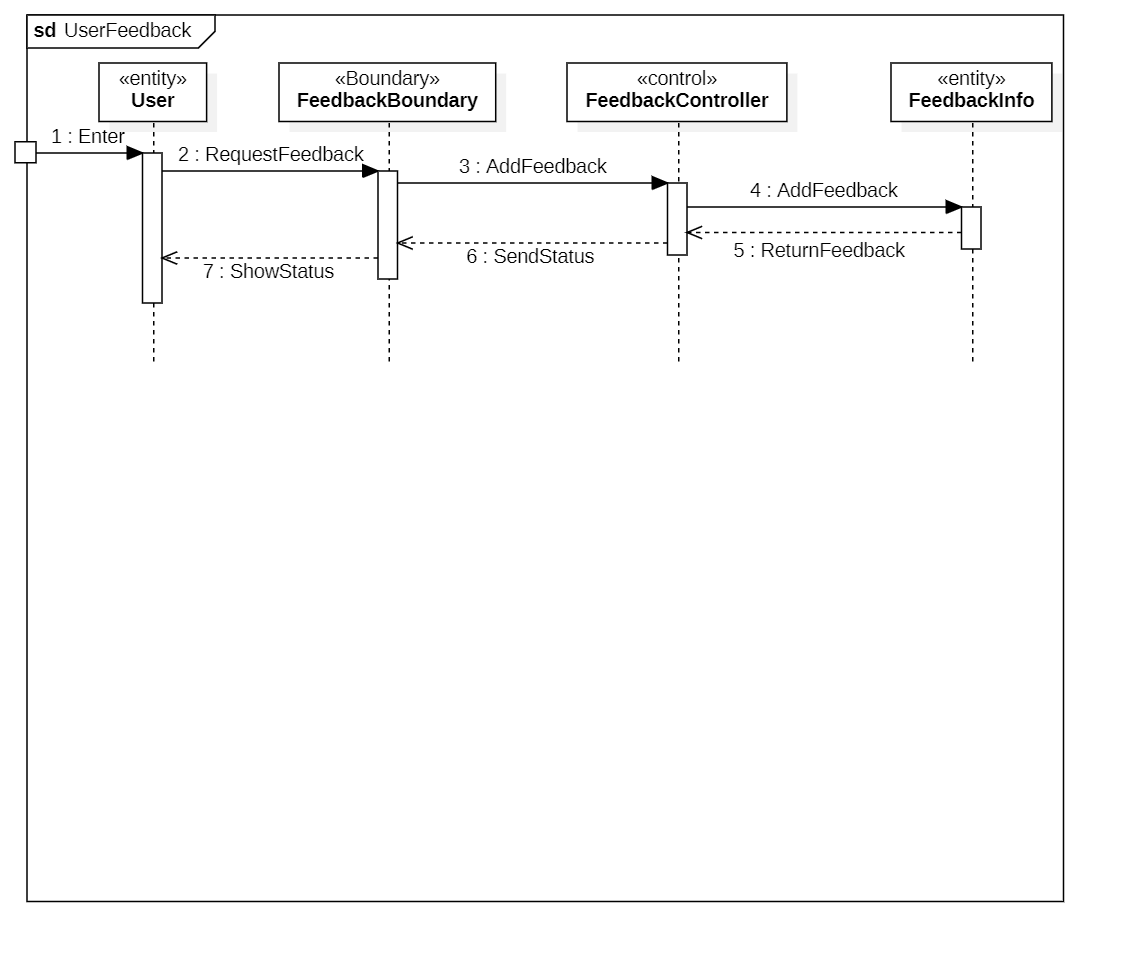 sd UserFeedback
«entity»
User
«Boundary»
FeedbackBoundary
«control»
FeedbackController
«entity»
FeedbackInfo
1 : Enter
2 : RequestFeedback
3 : AddFeedback
4 : AddFeedback
5 : ReturnFeedback
6 : SendStatus
7 : ShowStatus